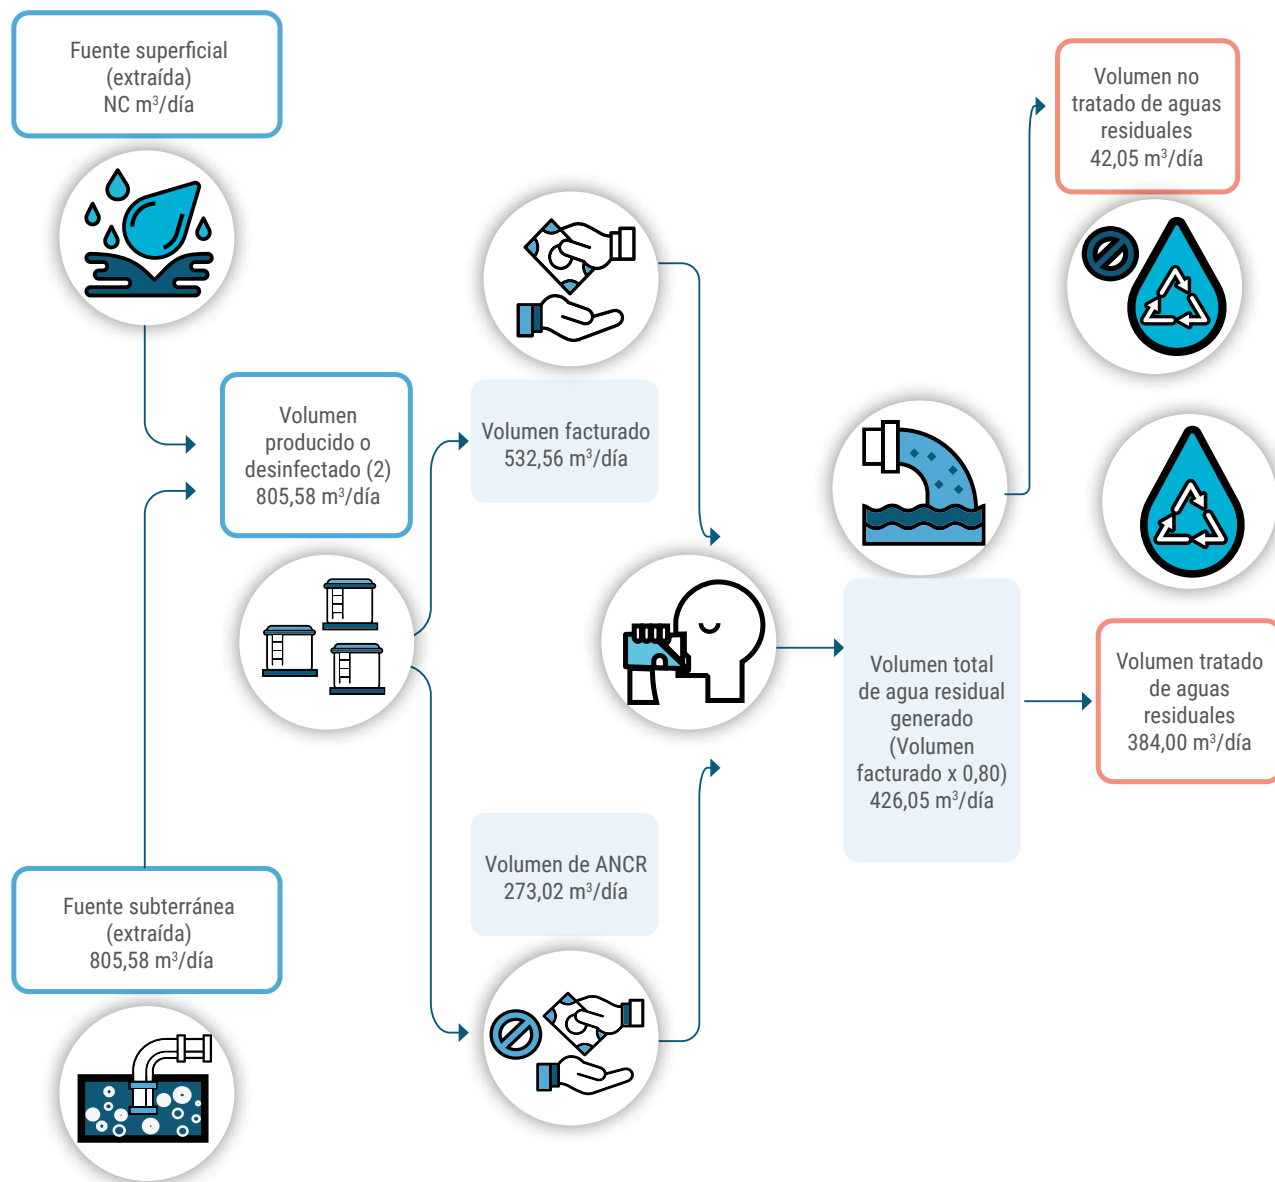 Fuente superficial
(extraída)
NC m³/día
Volumen
producido o
desinfectado (2)
805,58 m³/día
Fuente subterránea
(extraída)
805,58 m³/día
Volumen facturado
532,56 m³/día
Volumen de ANCR
273,02 m³/día
Volumen total
de agua residual
generado
(Volumen
facturado x 0,80)
426,05 m³/día
Volumen no
tratado de aguas
residuales
42,05 m³/día
Volumen tratado
de aguas
residuales
384,00 m³/día